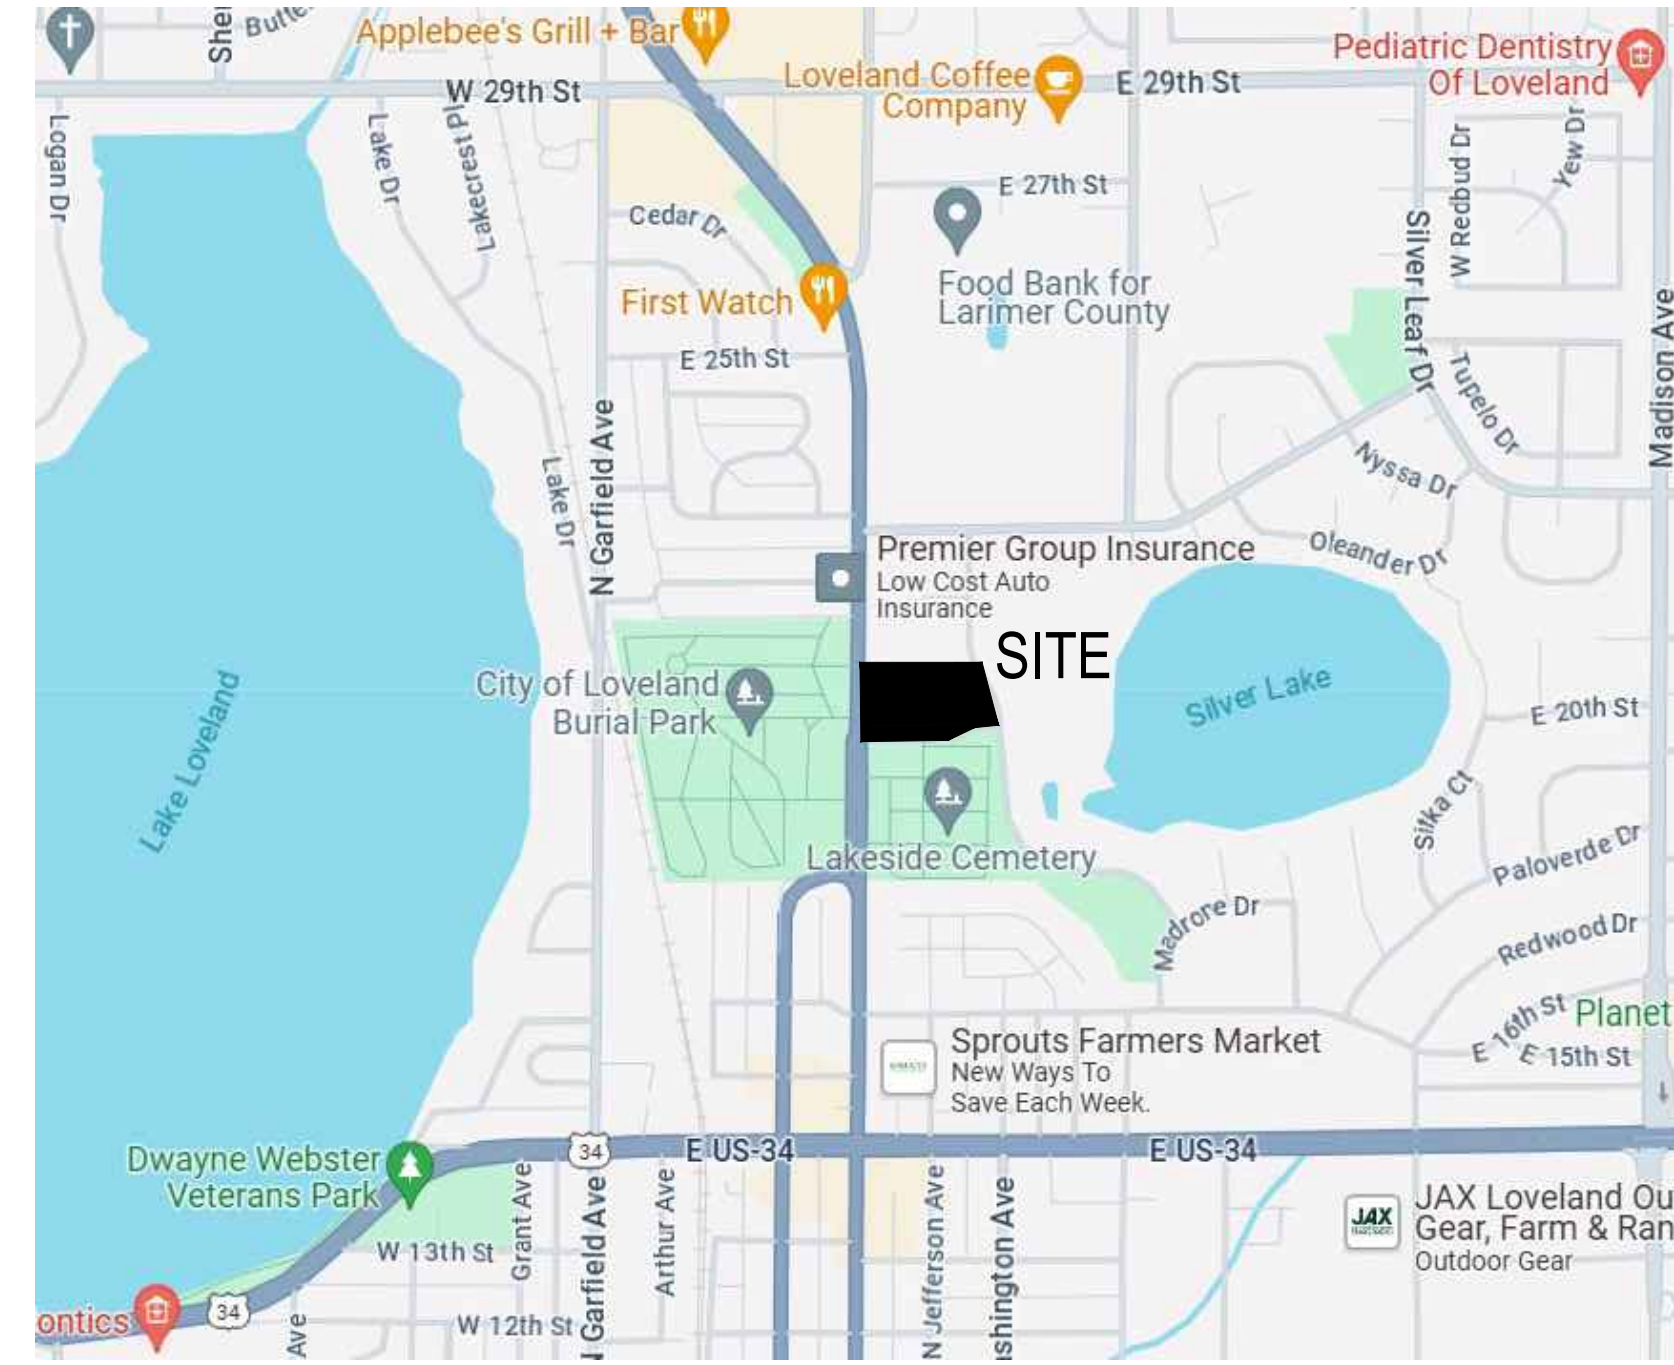 Applebee's Grill + Bar
W 29th St
Loveland Coffee
Company
E 29th St
Pediatric Dentistry
Of Loveland
Logan Dr
Lake Dr
Lakecrest Pl
Cedar Dr
E 27th St
W Redbud Dr
Yew Dr
Silver Leaf Dr
First Watch
Food Bank for
Larimer County
E 25th St
Madison Ave
Tupelo Dr
N Garfield Ave
Lake Dr
Nyssa Dr
Oleander Dr
Premier Group Insurance
Low Cost Auto
Insurance
SITE
City of Loveland
Burial Park
Silver Lake
Lake Loveland
E 20th St
Sitka Ct
Lakeside Cemetery
Paloverde Dr
Madrore Dr
Redwood Dr
E 16th St
Planet
E 15th St
Sprouts Farmers Market
New Ways To
Save Each Week.
34
E US-34
E US-34
Dwayne Webster
Veterans Park
Grant Ave
N Garfield Ave
Arthur Ave
N Jefferson Ave
ashington Ave
JAX
JAX Loveland Ou
Gear, Farm & Ran
Outdoor Gear
W 13th St
34
ontics
Ave
W 12th St